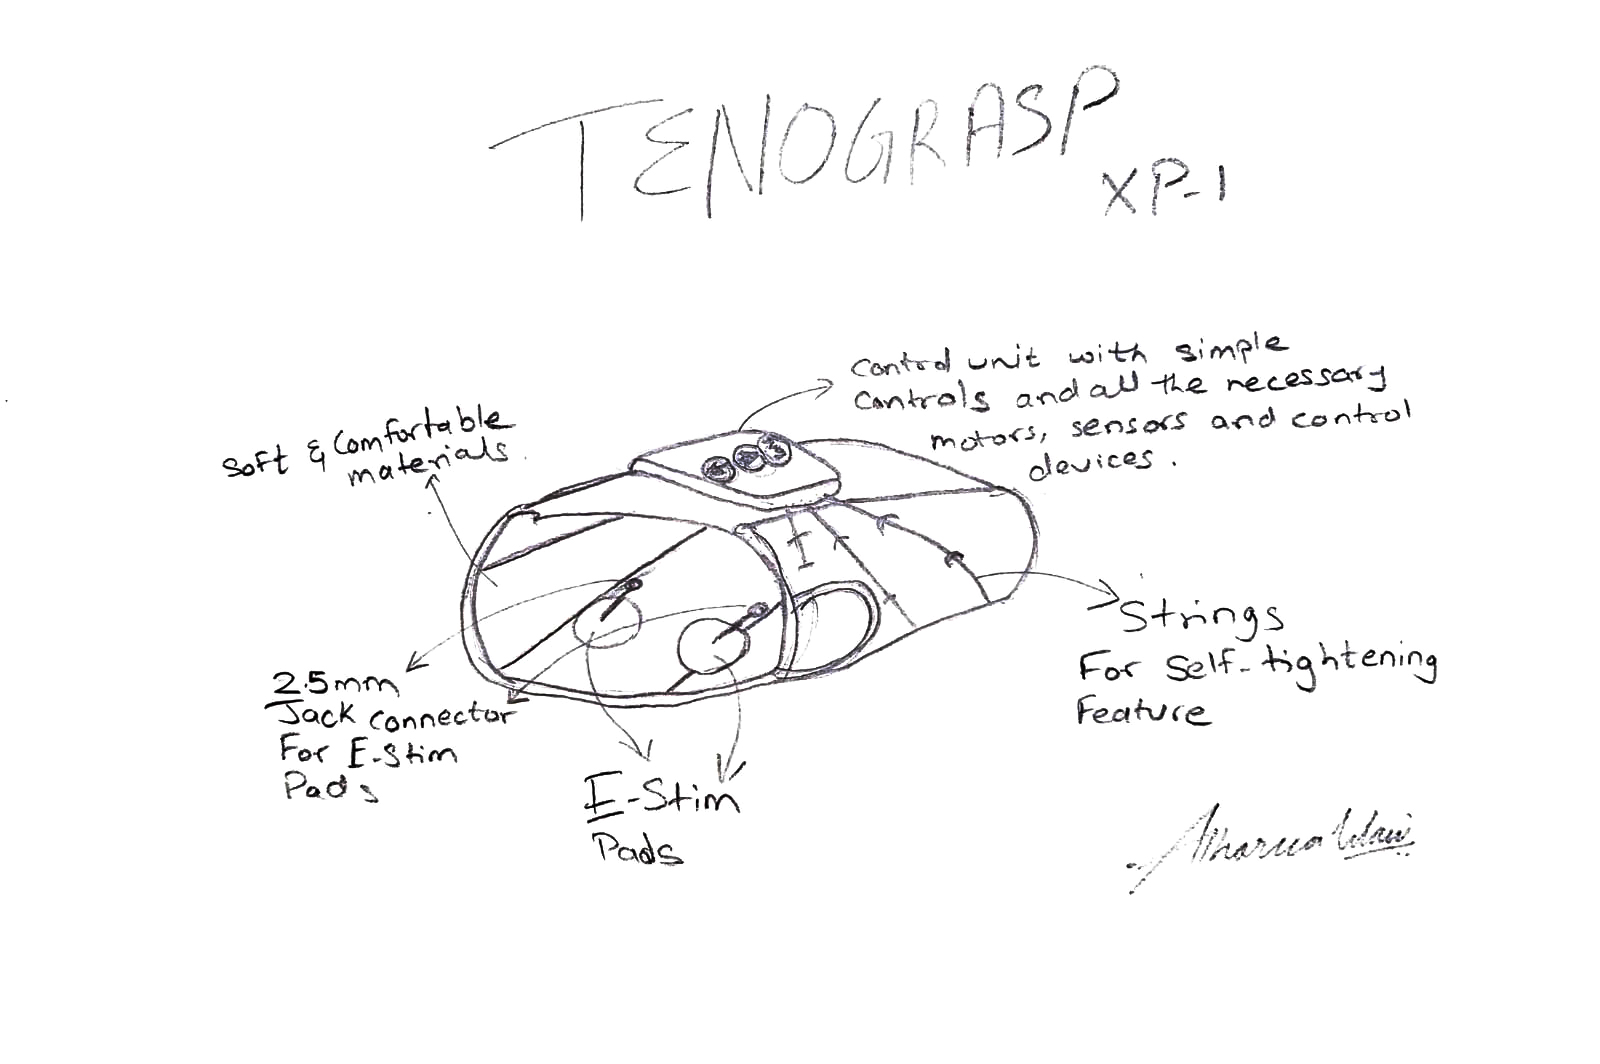 TENOGRASP
XP-1
Control unit with simple
controls and all the necessary
motors, sensors and control
devices.
Soft & Comfortable
materials.
Strings
For Self-tightening
Feature
2.5mm
Jack connector
For E-Stim
Pads
E-Stim
Pads